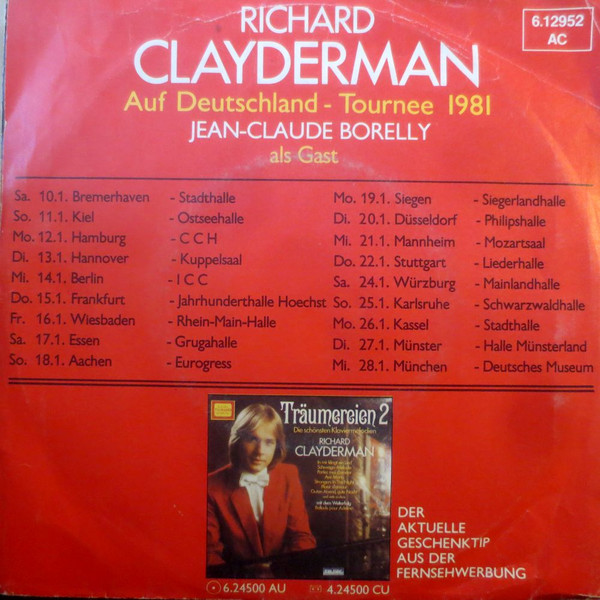 RICHARD
CLAYDERMAN
6.12952
AC
Auf Deutschland - Tournee 1981
JEAN-CLAUDE BORELLY
als Gast
Sa. 10.1. Bremerhaven - Stadthalle
So. 11.1. Kiel - Ostseehalle
Mo. 12.1. Hamburg - C C H
Di. 13.1. Hannover - Kuppelsaal
Mi. 14.1. Berlin - I C C
Do. 15.1. Frankfurt - Jahrhunderthalle Hoechst
Fr. 16.1. Wiesbaden - Rhein-Main-Halle
Sa. 17.1. Essen - Grugahalle
So. 18.1. Aachen - Eurogress
Mo. 19.1. Siegen - Siegerlandhalle
Di. 20.1. Düsseldorf - Philipshalle
Mi. 21.1. Mannheim - Mozartsaal
Do. 22.1. Stuttgart - Liederhalle
Sa. 24.1. Würzburg - Mainlandhalle
So. 25.1. Karlsruhe - Schwarzwaldhalle
Mo. 26.1. Kassel - Stadthalle
Di. 27.1. Münster - Halle Münsterland
Mi. 28.1. München - Deutsches Museum
Träumereien 2
Die schönsten Klaviermelodien
RICHARD
CLAYDERMAN
DER
AKTUELLE
GESCHENKTIP
AUS DER
FERNSEHWERBUNG
6.24500 AU 4.24500 CU